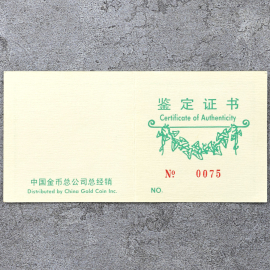 鉴定证书
Certificate of Authenticity
№ 0075
NO.
中国金币总公司总经销
Distributed by China Gold Coin Inc.